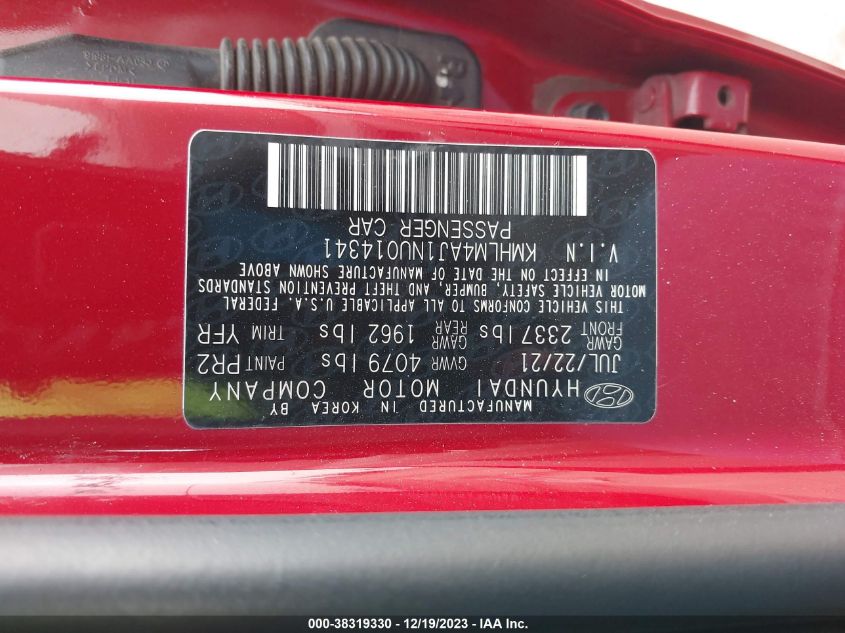 MANUFACTURED IN KOREA BY
HYUNDAI MOTOR COMPANY
JUL/22/21 GVWR 4079 lbs PAINT PR2
GAWR FRONT 2337 lbs GAWR REAR 1962 lbs TRIM YFR
THIS VEHICLE CONFORMS TO ALL APPLICABLE U.S.A. FEDERAL
MOTOR VEHICLE SAFETY, BUMPER, AND THEFT PREVENTION STANDARDS
IN EFFECT ON THE DATE OF MANUFACTURE SHOWN ABOVE
V.I.N KMHLM4AJ1NU014341
PASSENGER CAR
000-38319330 - 12/19/2023 - IAA Inc.